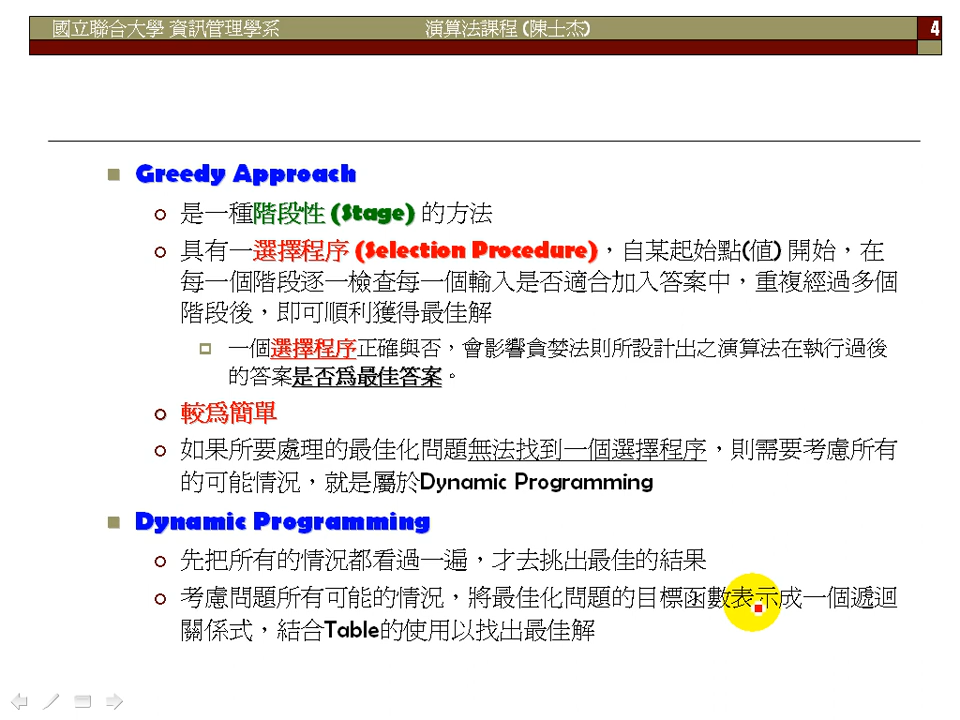 國立聯合大學 資訊管理學系 演算法課程 (陳士杰) 4
Greedy Approach
是一種階段性 (Stage) 的方法
具有一選擇程序 (Selection Procedure)，自某起始點(值) 開始，在
每一個階段逐一檢查每一個輸入是否適合加入答案中，重複經過多個
階段後，即可順利獲得最佳解
一個選擇程序正確與否，會影響貪婪法則所設計出之演算法在執行過後
的答案是否為最佳答案。
較為簡單
如果所要處理的最佳化問題無法找到一個選擇程序，則需要考慮所有
的可能情況，就是屬於Dynamic Programming
Dynamic Programming
先把所有的情況都看過一遍，才去挑出最佳的結果
考慮問題所有可能的情況，將最佳化問題的目標函數表示成一個遞迴
關係式，結合Table的使用以找出最佳解